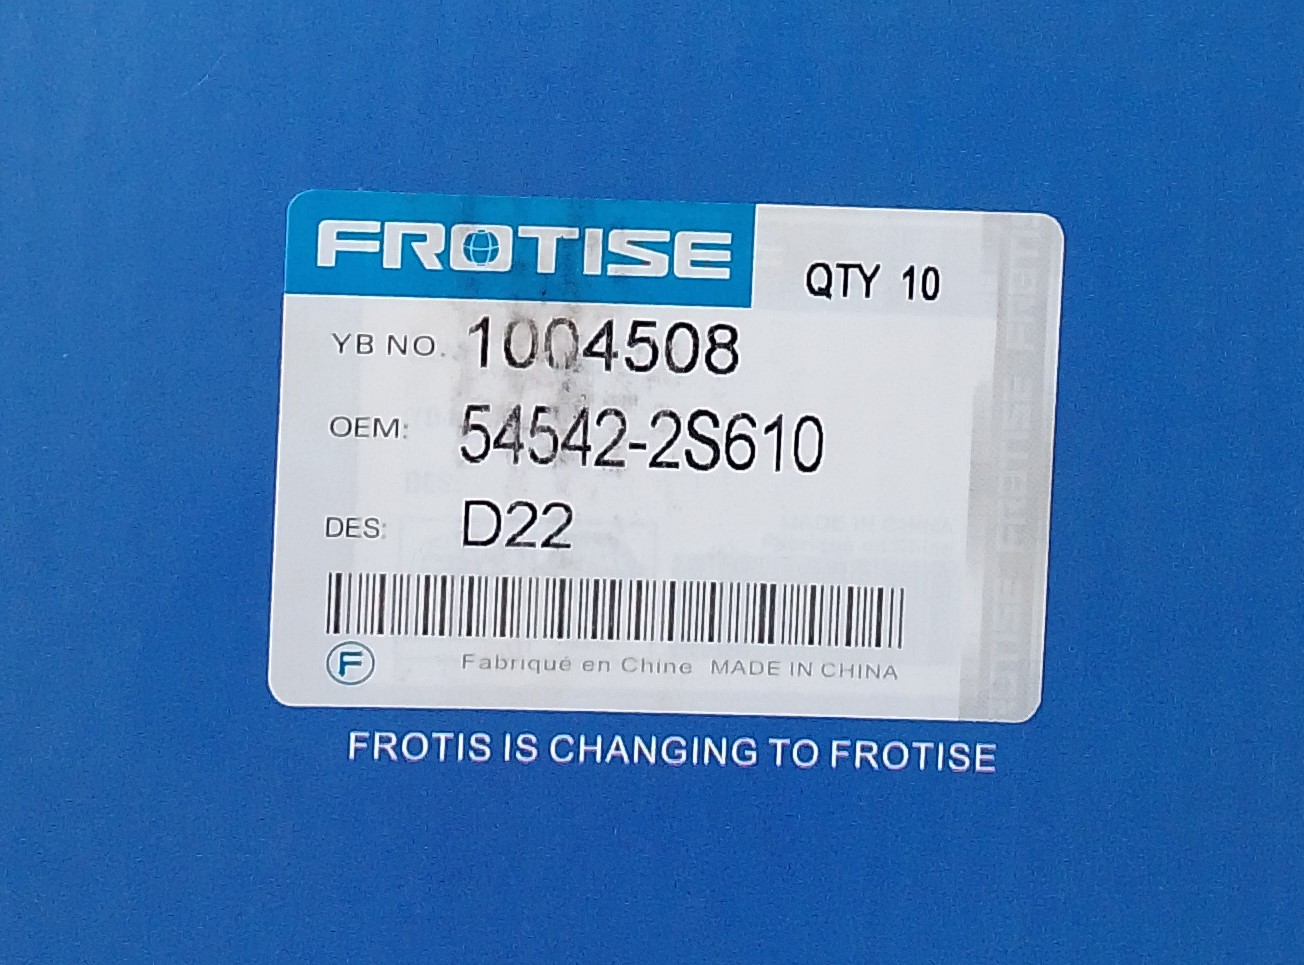 FROTISE
QTY 10
YB NO. 1004508
OEM: 54542-2S610
DES: D22
F
Fabriqué en Chine MADE IN CHINA
FROTIS IS CHANGING TO FROTISE